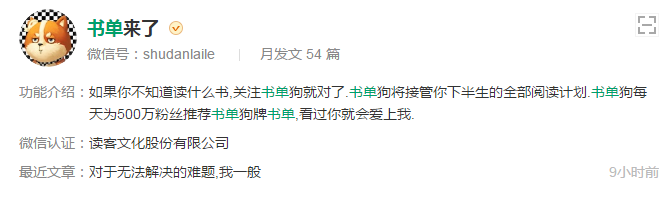 书单来了
微信号：shudanlaile 月发文 54 篇
功能介绍：如果你不知道读什么书,关注书单狗就对了.书单狗将接管你下半生的全部阅读计划.书单狗每
天为500万粉丝推荐书单狗牌书单,看过你就会爱上我.
微信认证：读客文化股份有限公司
最近文章：对于无法解决的难题,我一般 9小时前